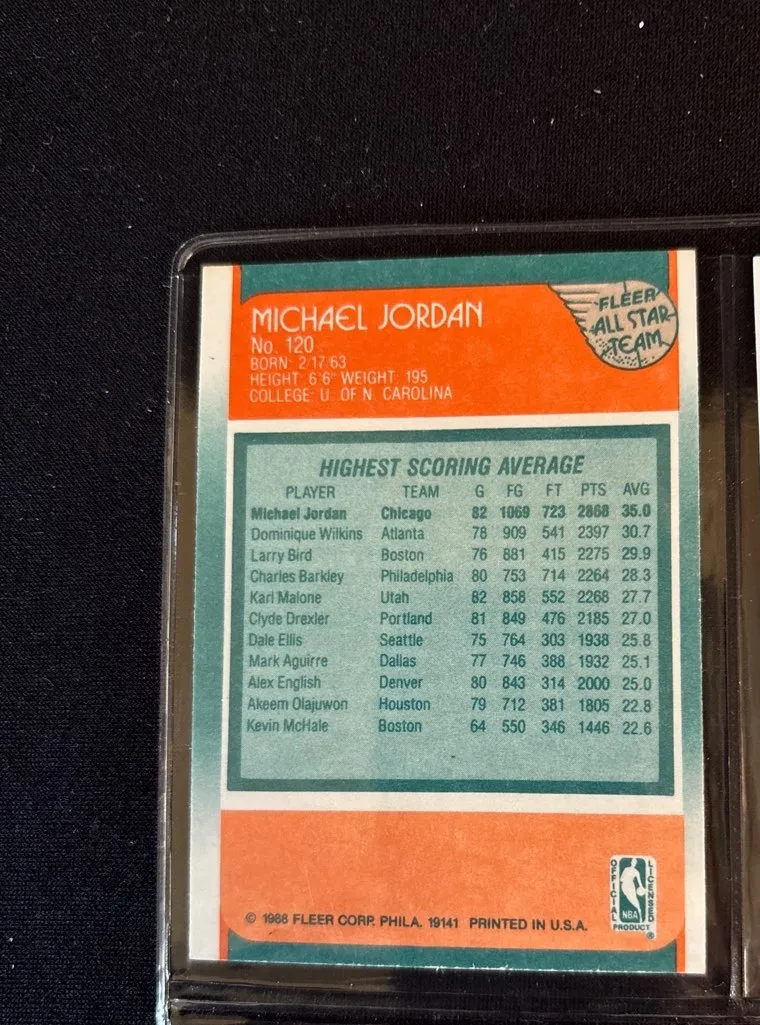 MICHAEL JORDAN
No. 120
BORN: 2/17/63
HEIGHT: 6'6" WEIGHT: 195
COLLEGE: U. OF N. CAROLINA
FLEER
ALL STAR
TEAM
HIGHEST SCORING AVERAGE
PLAYER TEAM G FG FT PTS AVG
Michael Jordan Chicago 82 1069 723 2868 35.0
Dominique Wilkins Atlanta 78 909 541 2397 30.7
Larry Bird Boston 76 881 415 2275 29.9
Charles Barkley Philadelphia 80 753 714 2264 28.3
Karl Malone Utah 82 858 552 2268 27.7
Clyde Drexler Portland 81 849 476 2185 27.0
Dale Ellis Seattle 75 764 303 1938 25.8
Mark Aguirre Dallas 77 746 388 1932 25.1
Alex English Denver 80 843 314 2000 25.0
Akeem Olajuwon Houston 79 712 381 1805 22.8
Kevin McHale Boston 64 550 346 1446 22.6
OFFICIAL LICENSED
NBA
PRODUCT ®
© 1988 FLEER CORP. PHILA. 19141 PRINTED IN U.S.A.